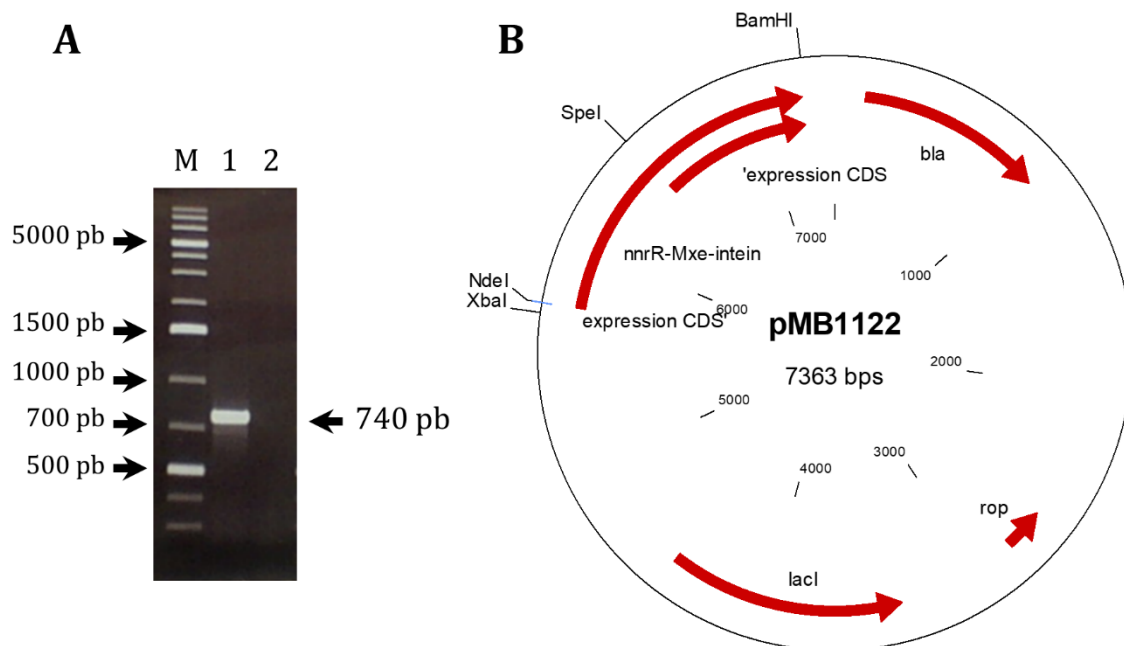 A
M 1 2
5000 pb
1500 pb
1000 pb
700 pb
500 pb
740 pb
B
BamHI
SpeI
NdeI
XbaI
bla
'expression CDS
nnrR-Mxe-intein
expression CDS'
7000
1000
6000
pMB1122
7363 bps
2000
5000
4000
3000
rop
lacI